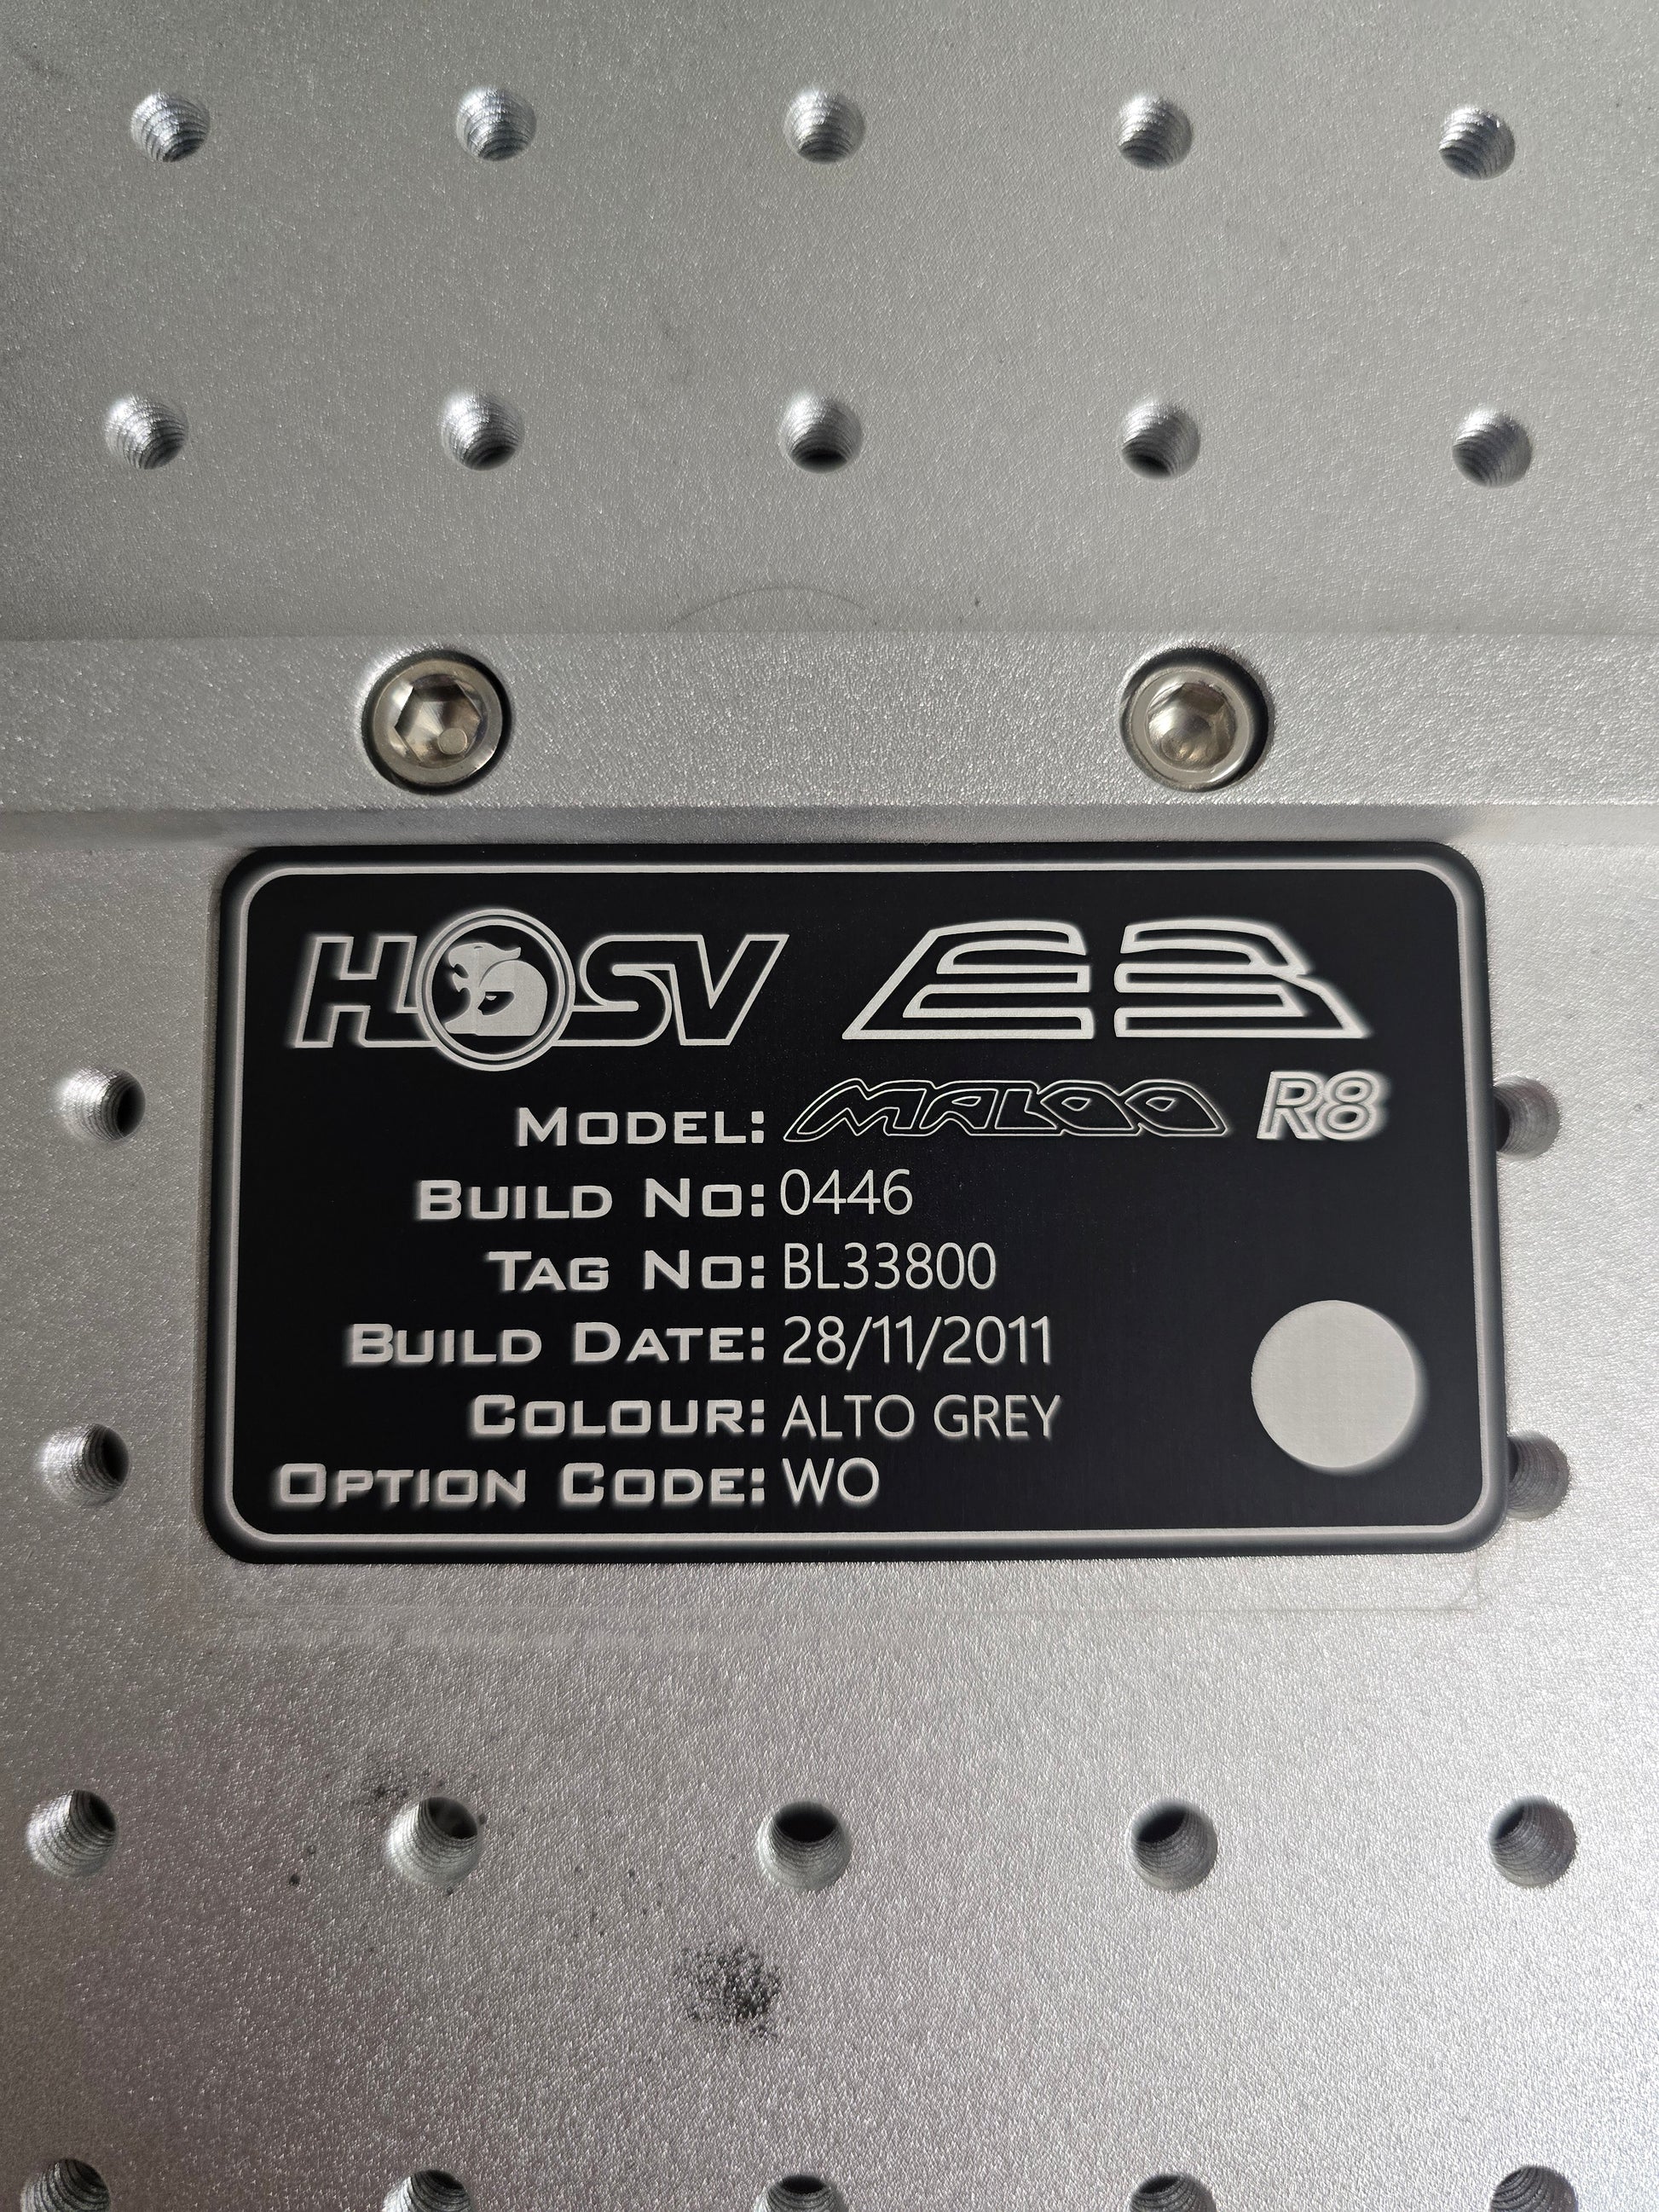 HSV E3
MODEL: MALOO R8
BUILD NO: 0446
TAG NO: BL33800
BUILD DATE: 28/11/2011
COLOUR: ALTO GREY
OPTION CODE: WO